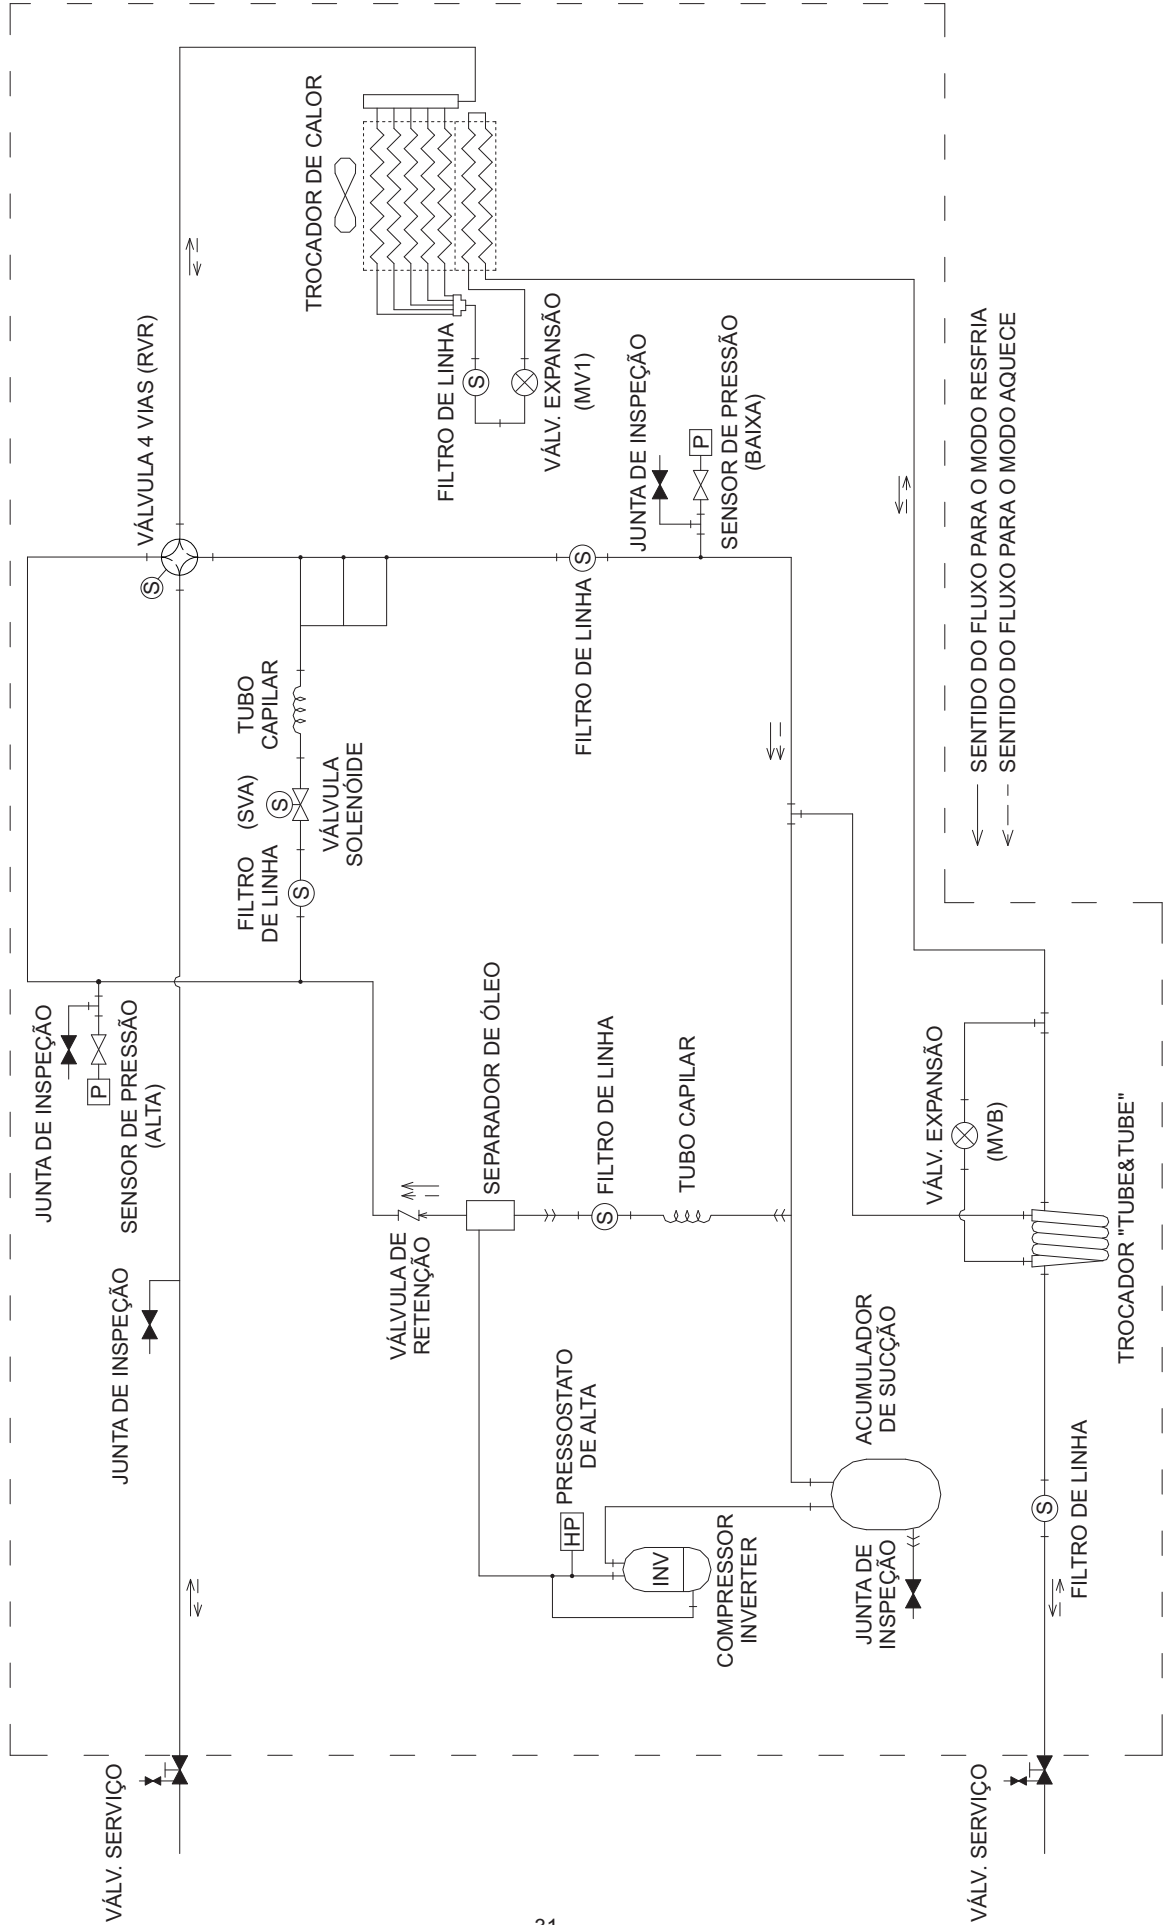 TROCADOR DE CALOR
VÁLVULA 4 VIAS (RVR)
S
FILTRO DE LINHA
S
VÁLV. EXPANSÃO
(MV1)
JUNTA DE INSPEÇÃO
P
SENSOR DE PRESSÃO
(BAIXA)
FILTRO DE LINHA
S
TUBO
CAPILAR
(SVA)
S
VÁLVULA
SOLENÓIDE
FILTRO
DE LINHA
S
JUNTA DE INSPEÇÃO
P
SENSOR DE PRESSÃO
(ALTA)
JUNTA DE INSPEÇÃO
SEPARADOR DE ÓLEO
VÁLVULA DE
RETENÇÃO
FILTRO DE LINHA
S
TUBO CAPILAR
PRESSOSTATO
DE ALTA
HP
INV
COMPRESSOR
INVERTER
ACUMULADOR
DE SUCÇÃO
JUNTA DE
INSPEÇÃO
VÁLV. EXPANSÃO
(MVB)
TROCADOR "TUBE&TUBE"
S
FILTRO DE LINHA
VÁLV. SERVIÇO
VÁLV. SERVIÇO
SENTIDO DO FLUXO PARA O MODO RESFRIA
SENTIDO DO FLUXO PARA O MODO AQUECE
31